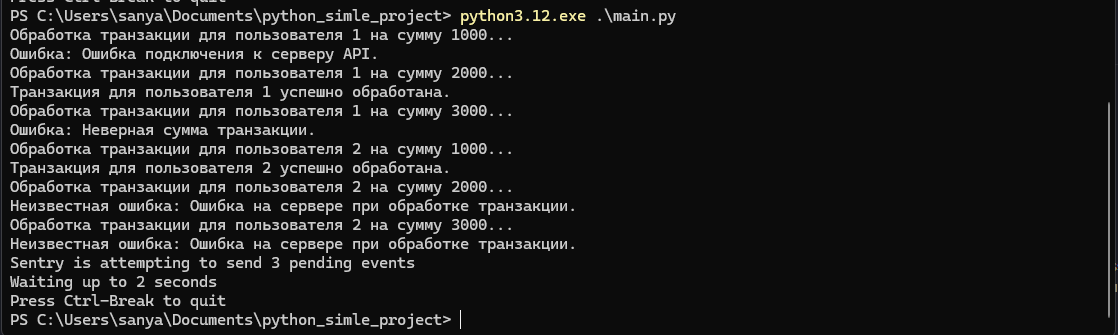 PS C:\Users\sanya\Documents\python_simle_project> python3.12.exe .\main.py
Обработка транзакции для пользователя 1 на сумму 1000...
Ошибка: Ошибка подключения к серверу API.
Обработка транзакции для пользователя 1 на сумму 2000...
Транзакция для пользователя 1 успешно обработана.
Обработка транзакции для пользователя 1 на сумму 3000...
Ошибка: Неверная сумма транзакции.
Обработка транзакции для пользователя 2 на сумму 1000...
Транзакция для пользователя 2 успешно обработана.
Обработка транзакции для пользователя 2 на сумму 2000...
Неизвестная ошибка: Ошибка на сервере при обработке транзакции.
Обработка транзакции для пользователя 2 на сумму 3000...
Неизвестная ошибка: Ошибка на сервере при обработке транзакции.
Sentry is attempting to send 3 pending events
Waiting up to 2 seconds
Press Ctrl-Break to quit
PS C:\Users\sanya\Documents\python_simle_project>